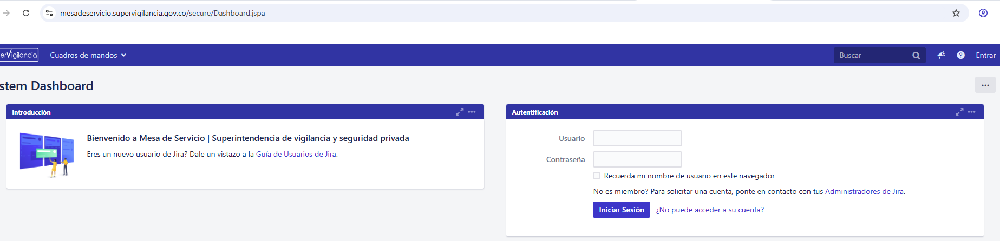 mesadeservicio.supervigilancia.gov.co/secure/Dashboard.jspa
erVigilancia
Cuadros de mandos
Buscar
Entrar
stem Dashboard
Introducción
Bienvenido a Mesa de Servicio | Superintendencia de vigilancia y seguridad privada
Eres un nuevo usuario de Jira? Dale un vistazo a la Guía de Usuarios de Jira.
Autentificación
Usuario
Contraseña
Recuerda mi nombre de usuario en este navegador
No es miembro? Para solicitar una cuenta, ponte en contacto con tus Administradores de Jira.
Iniciar Sesión
¿No puede acceder a su cuenta?